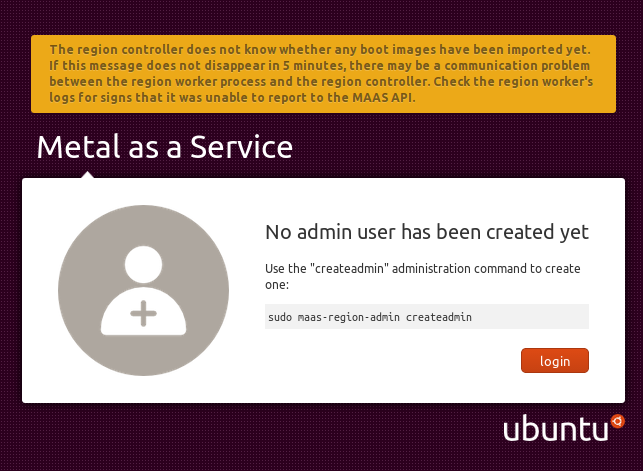 The region controller does not know whether any boot images have been imported yet.
If this message does not disappear in 5 minutes, there may be a communication problem
between the region worker process and the region controller. Check the region worker's
logs for signs that it was unable to report to the MAAS API.
Metal as a Service
No admin user has been created yet
Use the "createadmin" administration command to create
one:
sudo maas-region-admin createadmin
login
ubuntu